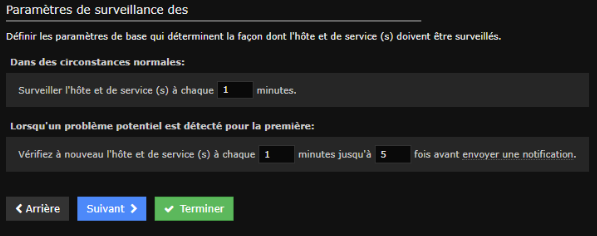 Paramètres de surveillance des
Définir les paramètres de base qui déterminent la façon dont l'hôte et de service (s) doivent être surveillés.
Dans des circonstances normales:
Surveiller l'hôte et de service (s) à chaque 1 minutes.
Lorsqu'un problème potentiel est détecté pour la première:
Vérifiez à nouveau l'hôte et de service (s) à chaque 1 minutes jusqu'à 5 fois avant envoyer une notification.
Arrière Suivant Terminer